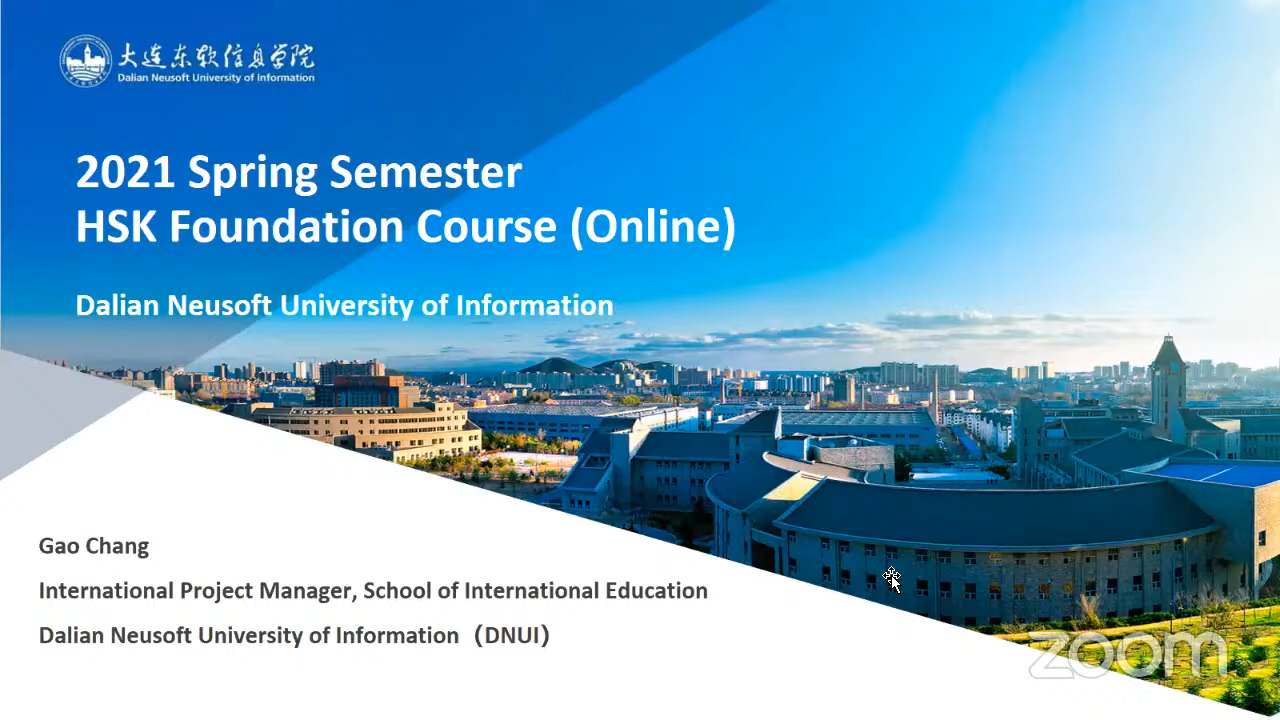 大连东软信息学院
Dalian Neusoft University of Information
2021 Spring Semester
HSK Foundation Course (Online)
Dalian Neusoft University of Information
Gao Chang
International Project Manager, School of International Education
Dalian Neusoft University of Information（DNUI）
zoom